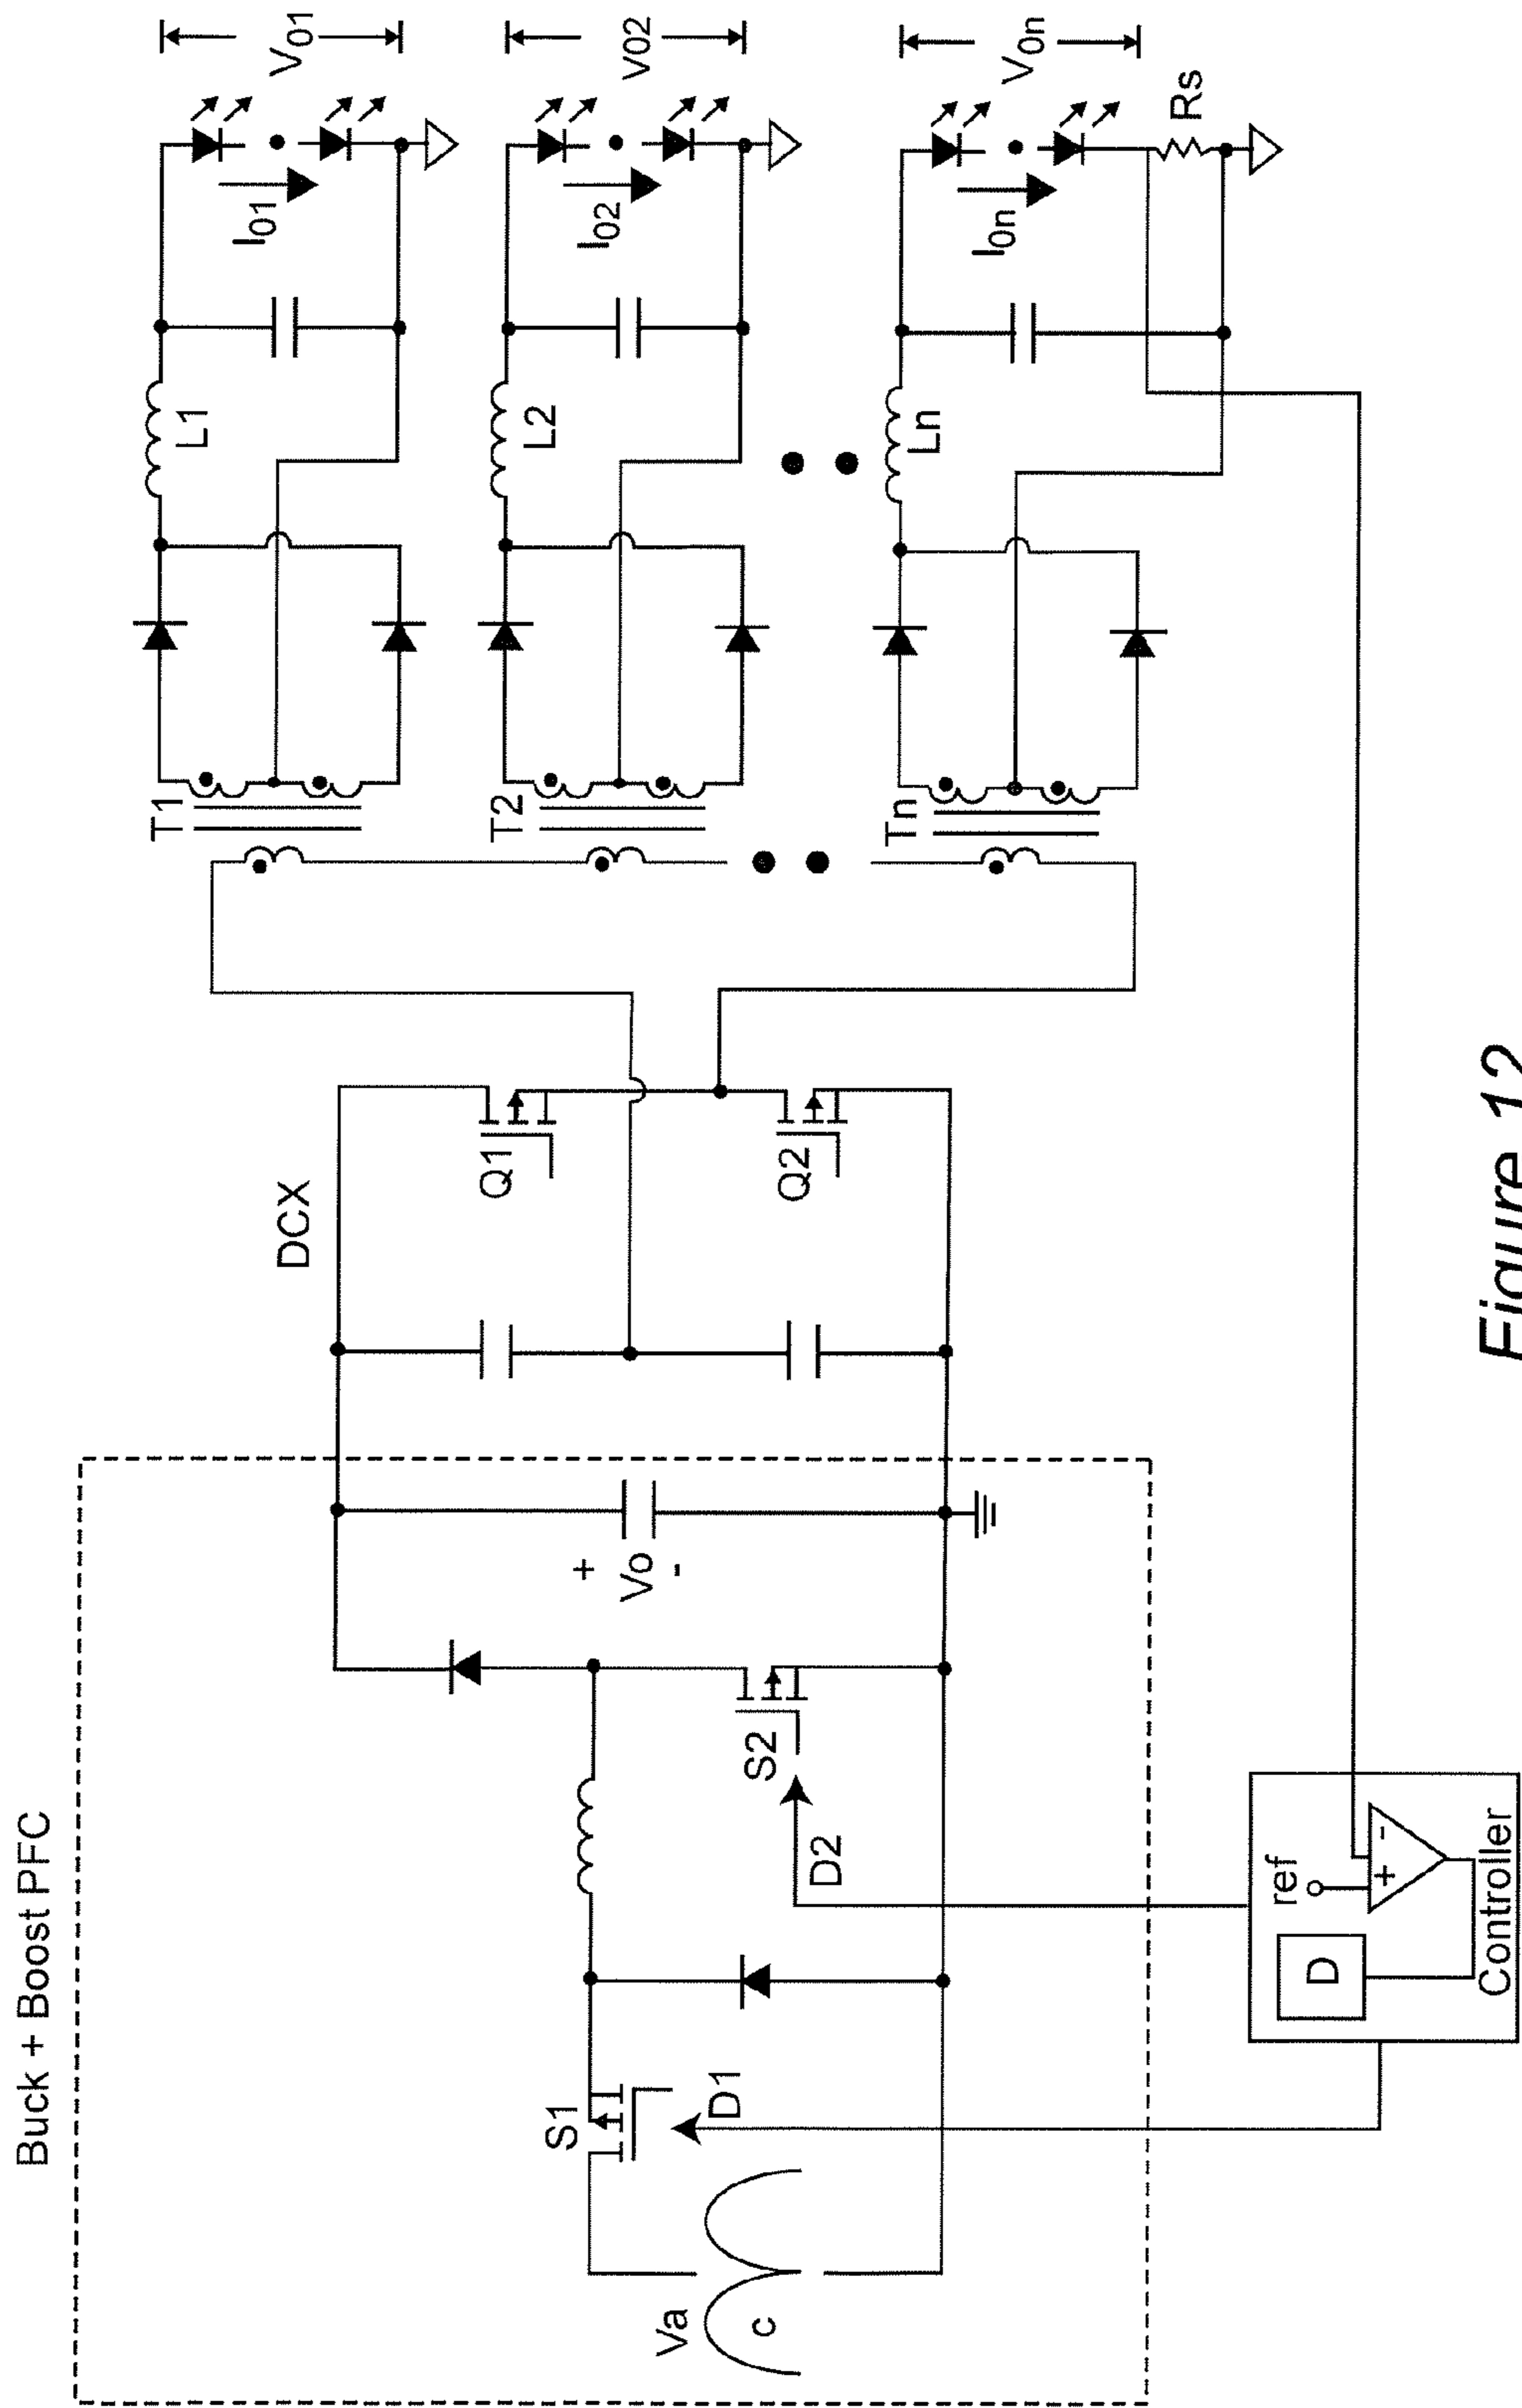 Buck + Boost PFC
Va
c
S1
D1
S2
D2
+
Vo
-
DCX
Q1
Q2
T1
L1
I01
V01
T2
L2
I02
V02
Tn
Ln
I0n
V0n
Rs
ref
+
-
D
Controller
Figure 12